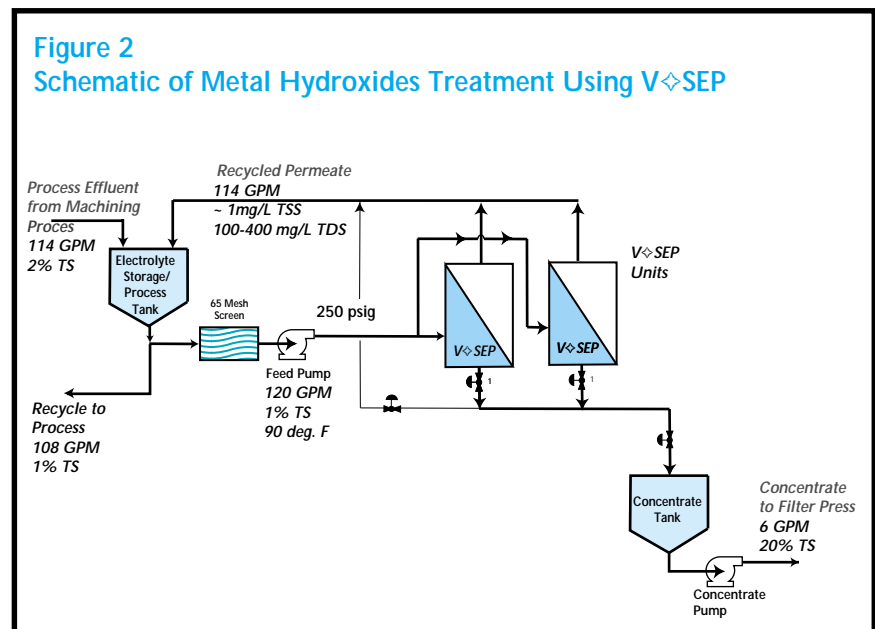 Figure 2
Schematic of Metal Hydroxides Treatment Using V✧SEP
Recycled Permeate
114 GPM
~ 1mg/L TSS
100-400 mg/L TDS
Process Effluent
from Machining
Proces
114 GPM
2% TS
Electrolyte
Storage/
Process
Tank
65 Mesh
Screen
250 psig
V✧SEP
Units
V✧SEP
V✧SEP
1
1
Feed Pump
120 GPM
1% TS
90 deg. F
Recycle to
Process
108 GPM
1% TS
Concentrate
Tank
Concentrate
to Filter Press
6 GPM
20% TS
Concentrate
Pump